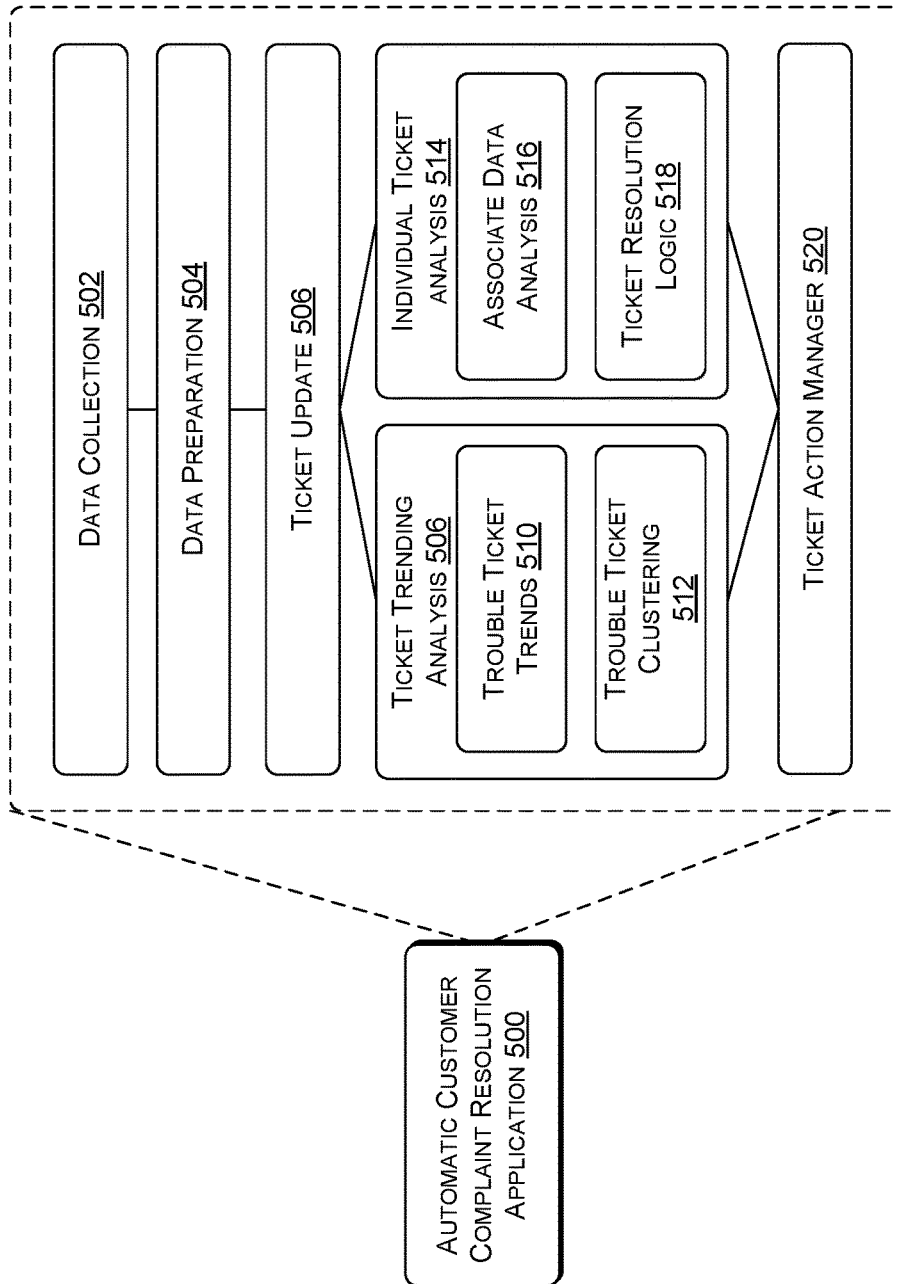 AUTOMATIC CUSTOMER
COMPLAINT RESOLUTION
APPLICATION 500
DATA COLLECTION 502
DATA PREPARATION 504
TICKET UPDATE 506
TICKET TRENDING
ANALYSIS 506
TROUBLE TICKET
TRENDS 510
TROUBLE TICKET
CLUSTERING
512
INDIVIDUAL TICKET
ANALYSIS 514
ASSOCIATE DATA
ANALYSIS 516
TICKET RESOLUTION
LOGIC 518
TICKET ACTION MANAGER 520